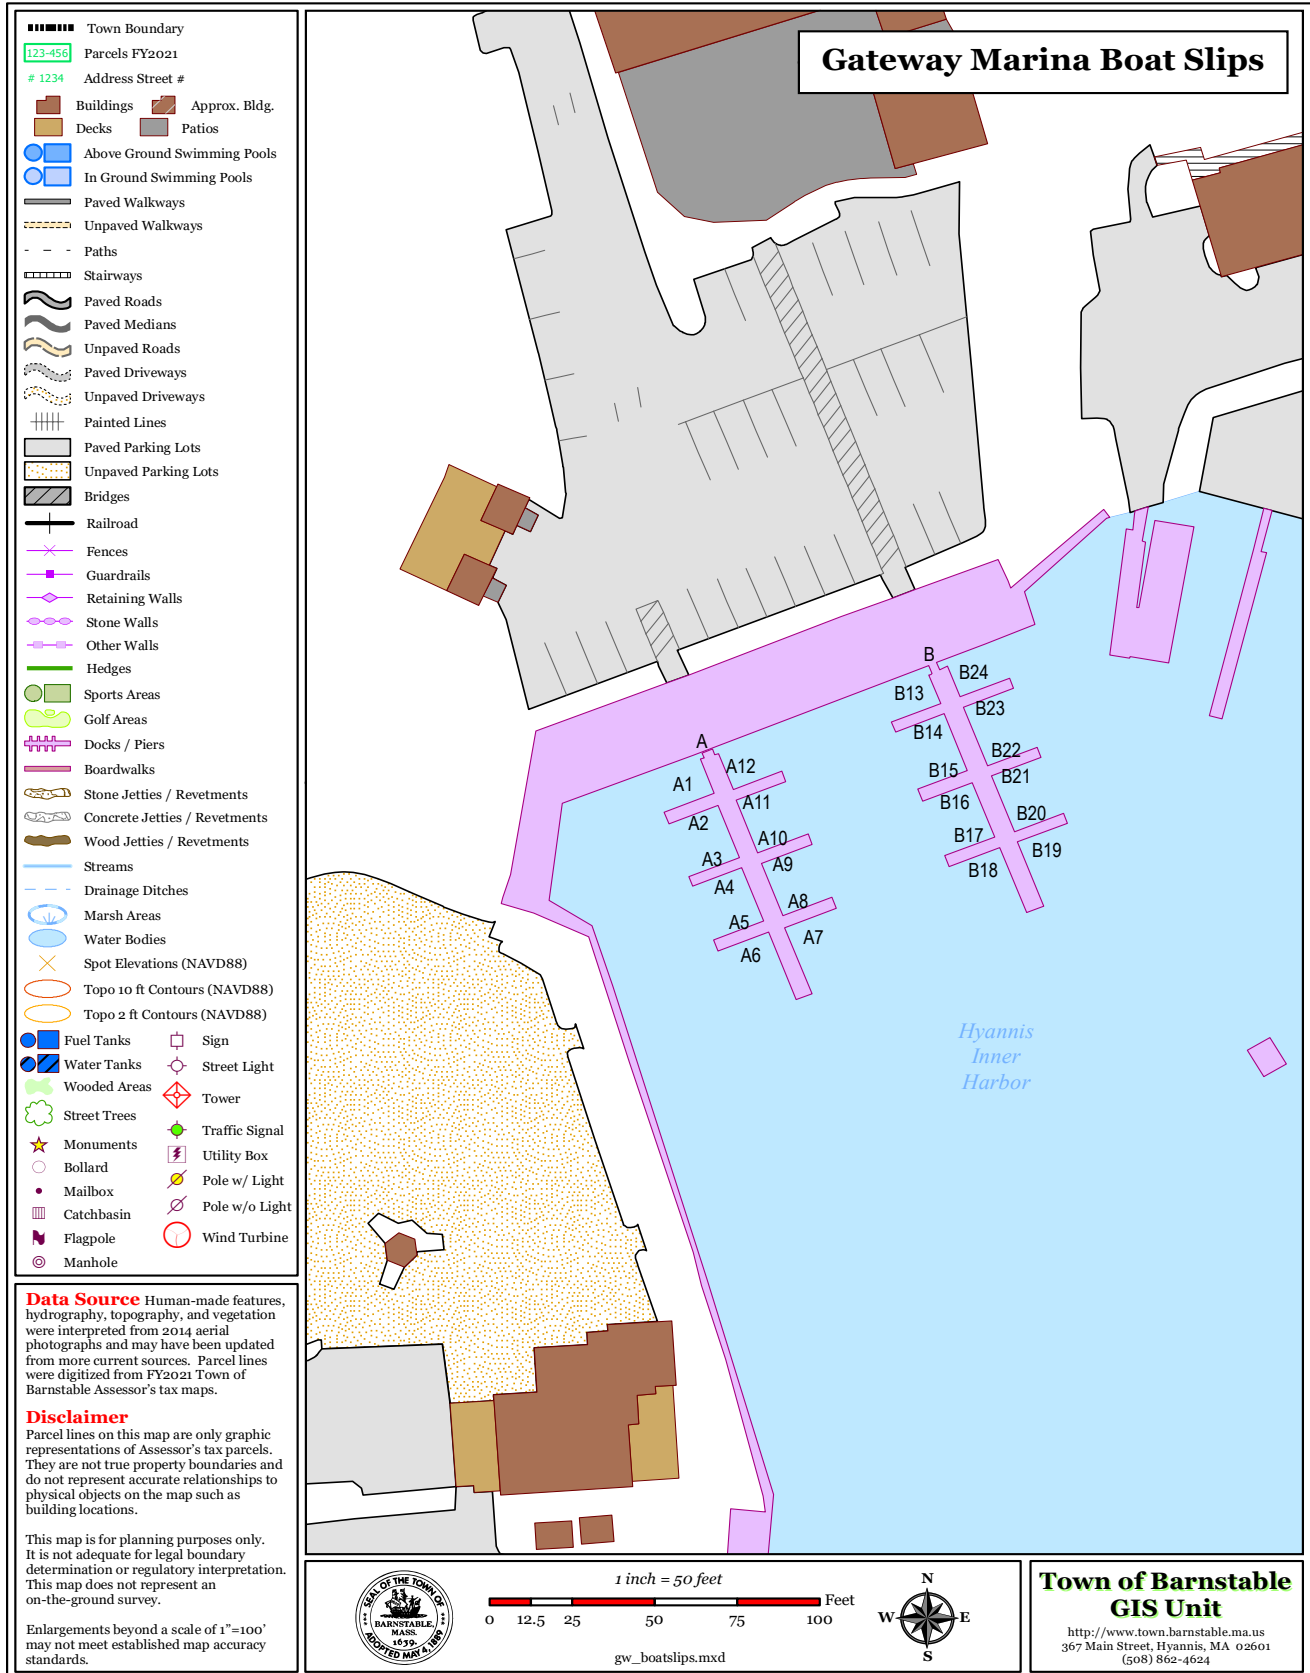 Town Boundary
123-456 Parcels FY2021
# 1234 Address Street #
Buildings Approx. Bldg.
Decks Patios
Above Ground Swimming Pools
In Ground Swimming Pools
Paved Walkways
Unpaved Walkways
Paths
Stairways
Paved Roads
Paved Medians
Unpaved Roads
Paved Driveways
Unpaved Driveways
Painted Lines
Paved Parking Lots
Unpaved Parking Lots
Bridges
Railroad
Fences
Guardrails
Retaining Walls
Stone Walls
Other Walls
Hedges
Sports Areas
Golf Areas
Docks / Piers
Boardwalks
Stone Jetties / Revetments
Concrete Jetties / Revetments
Wood Jetties / Revetments
Streams
Drainage Ditches
Marsh Areas
Water Bodies
Spot Elevations (NAVD88)
Topo 10 ft Contours (NAVD88)
Topo 2 ft Contours (NAVD88)
Fuel Tanks
Water Tanks
Wooded Areas
Street Trees
Monuments
Bollard
Mailbox
Catchbasin
Flagpole
Manhole
Sign
Street Light
Tower
Traffic Signal
Utility Box
Pole w/ Light
Pole w/o Light
Wind Turbine
Data Source Human-made features,
hydrography, topography, and vegetation
were interpreted from 2014 aerial
photographs and may have been updated
from more current sources. Parcel lines
were digitized from FY2021 Town of
Barnstable Assessor's tax maps.
Disclaimer
Parcel lines on this map are only graphic
representations of Assessor's tax parcels.
They are not true property boundaries and
do not represent accurate relationships to
physical objects on the map such as
building locations.
This map is for planning purposes only.
It is not adequate for legal boundary
determination or regulatory interpretation.
This map does not represent an
on-the-ground survey.
Enlargements beyond a scale of 1"=100'
may not meet established map accuracy
standards.
Gateway Marina Boat Slips
A
A1
A12
A2
A11
A3
A10
A4
A9
A5
A8
A6
A7
B
B13
B24
B14
B23
B15
B22
B16
B21
B17
B20
B18
B19
Hyannis
Inner
Harbor
SEAL OF THE TOWN OF
BARNSTABLE,
MASS.
1639.
ADOPTED MAY 4, 1889
1 inch = 50 feet
Feet
0 12.5 25 50 75 100
gw_boatslips.mxd
N
W E
S
Town of Barnstable
GIS Unit
http://www.town.barnstable.ma.us
367 Main Street, Hyannis, MA 02601
(508) 862-4624